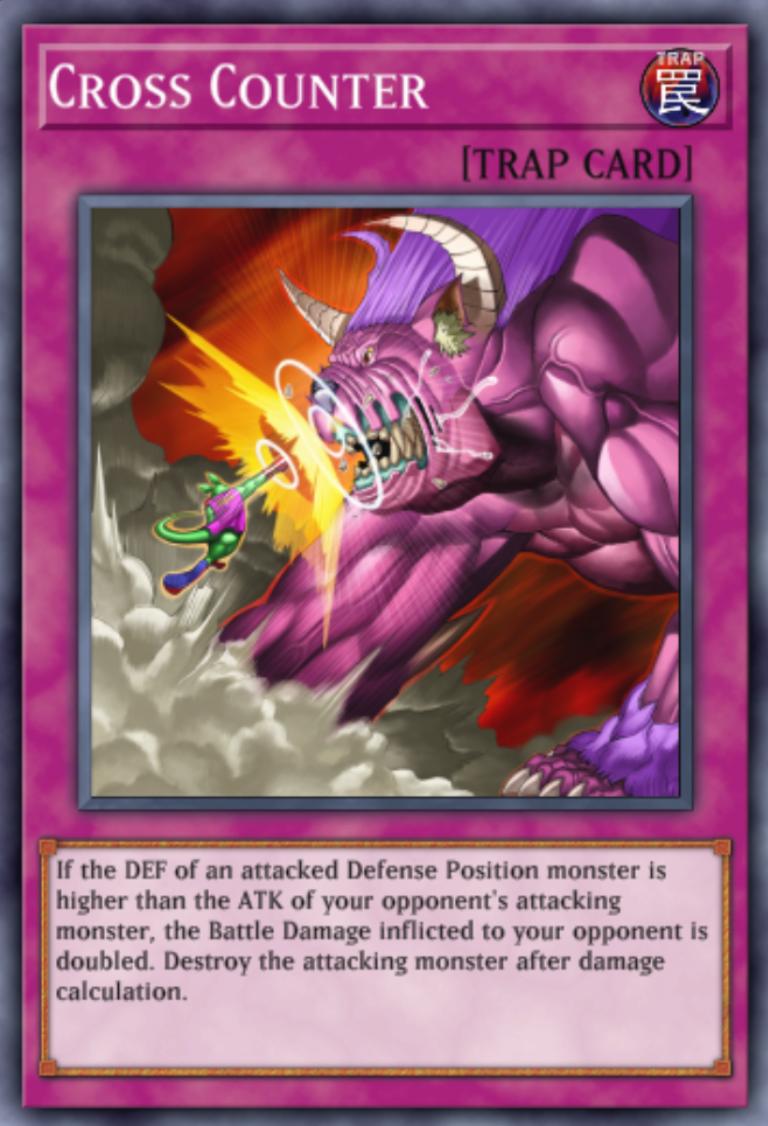 Cross Counter
TRAP
罠
[TRAP CARD]
If the DEF of an attacked Defense Position monster is
higher than the ATK of your opponent's attacking
monster, the Battle Damage inflicted to your opponent is
doubled. Destroy the attacking monster after damage
calculation.